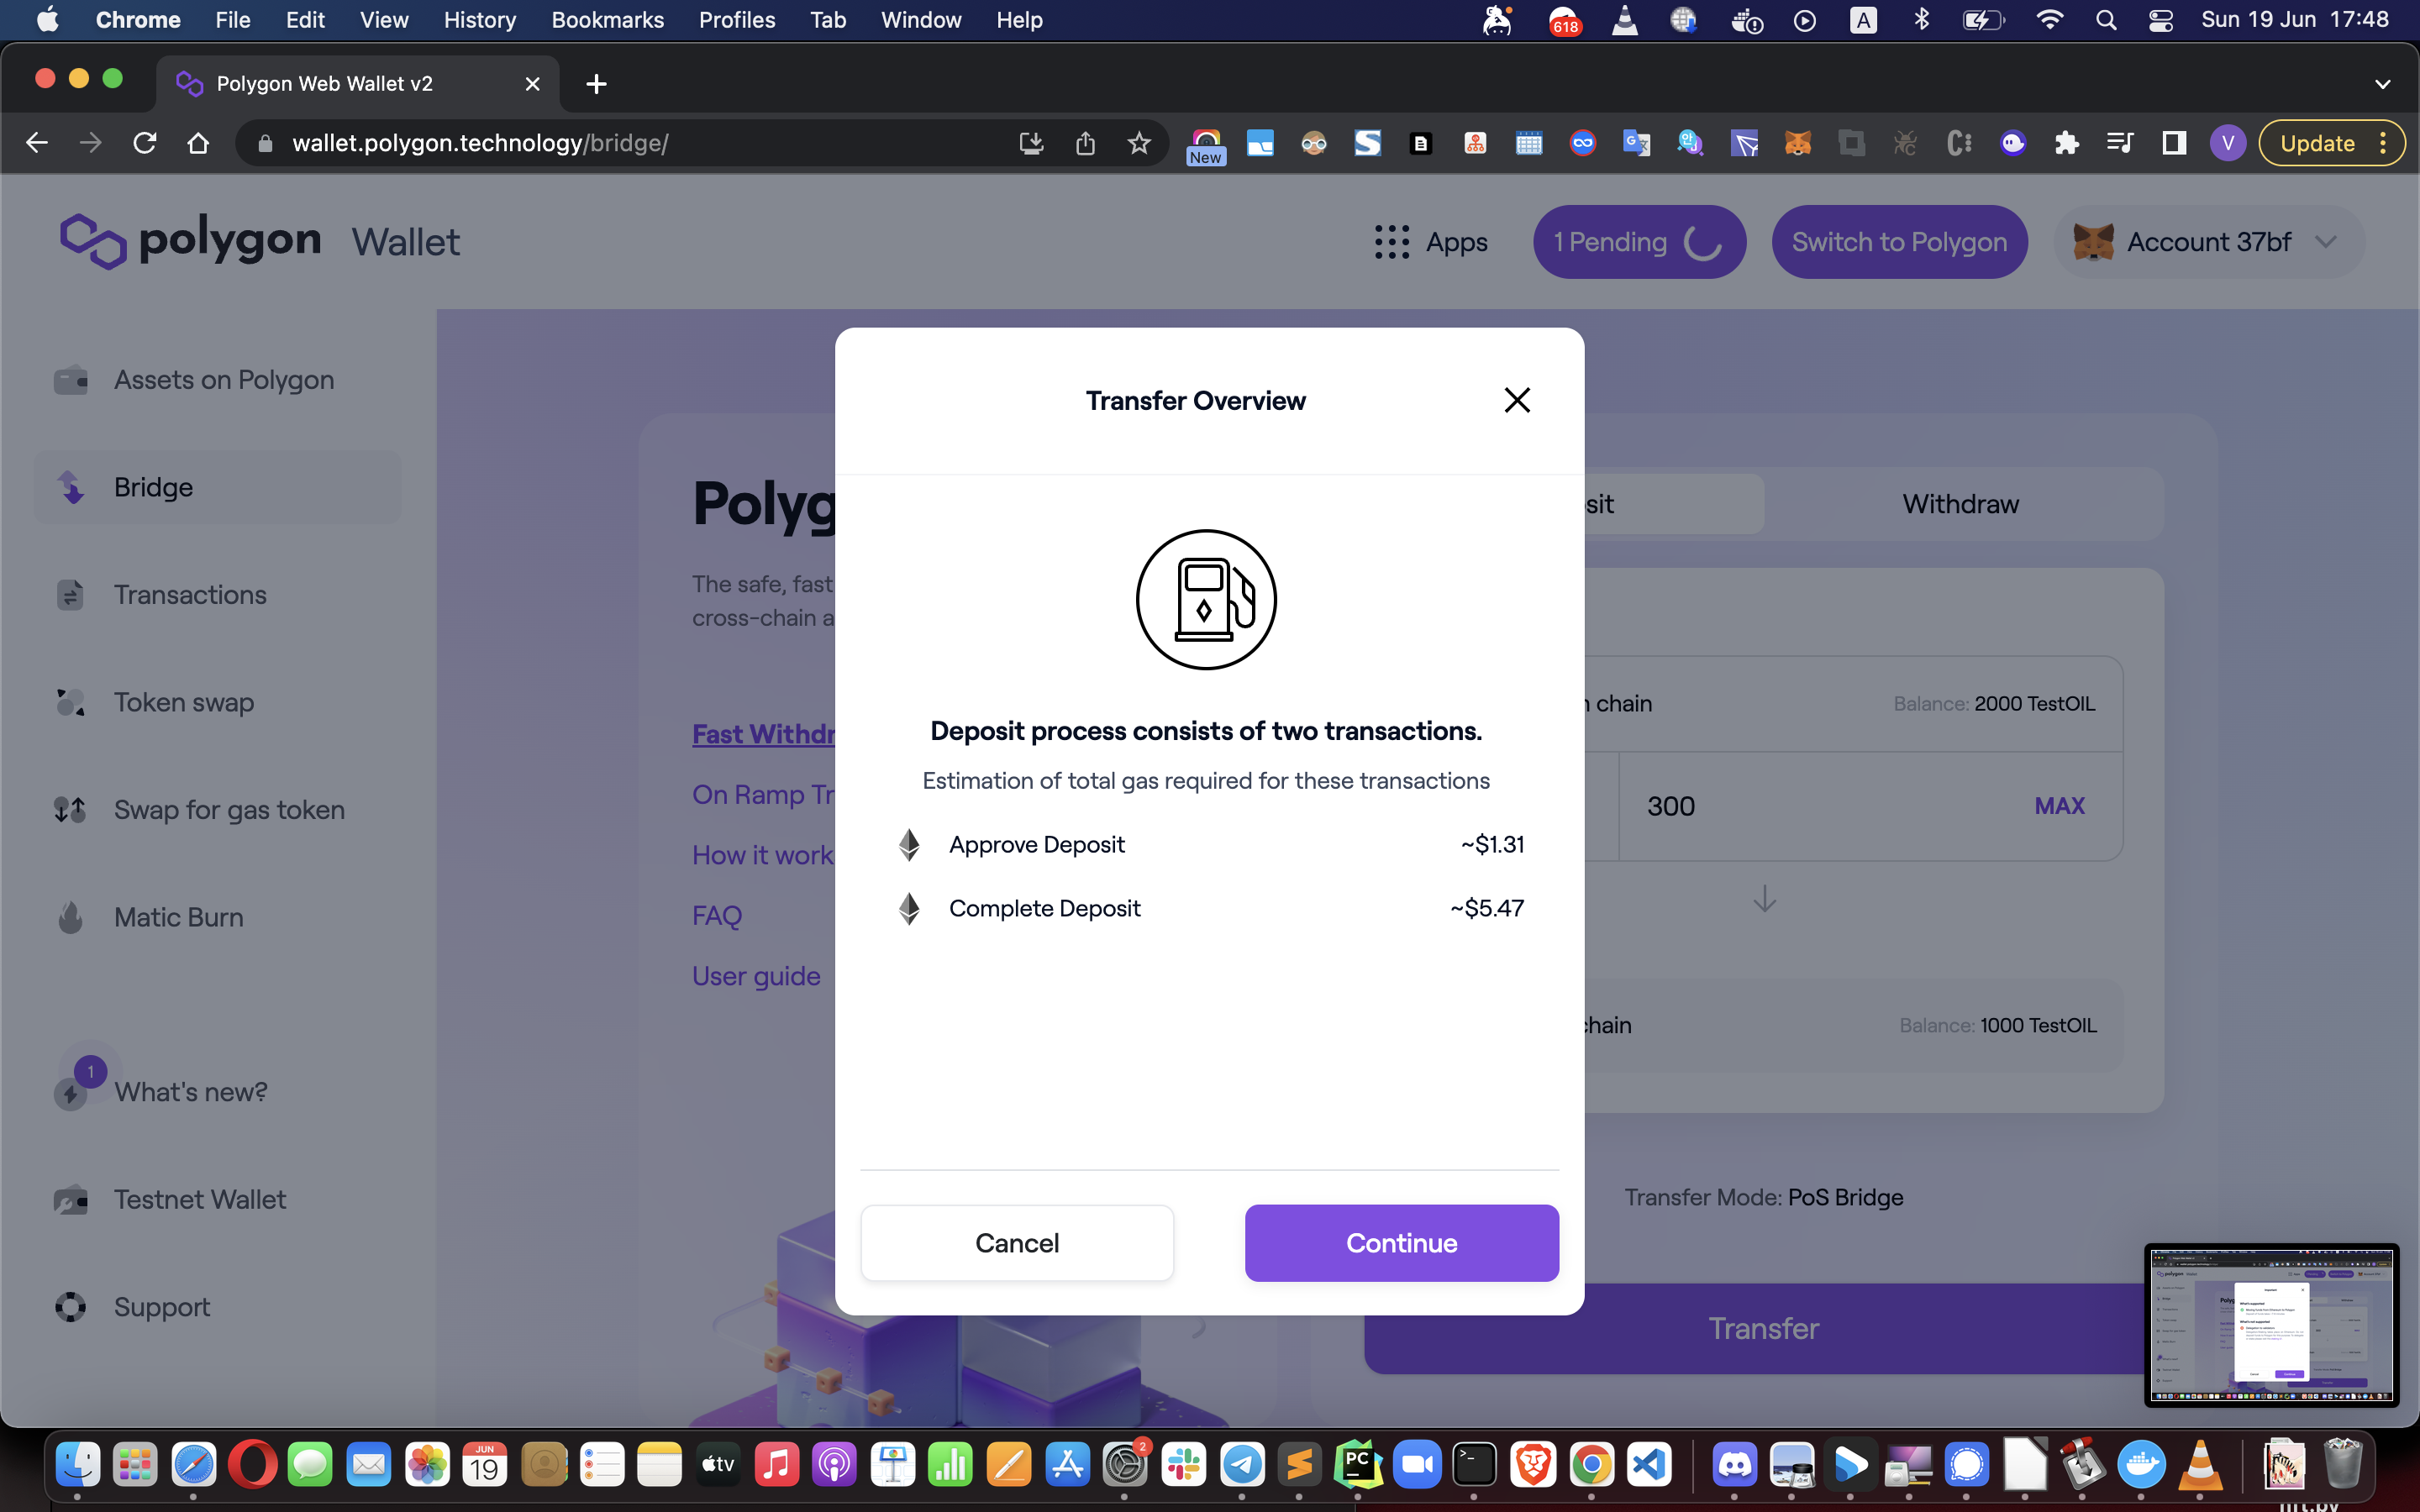 Chrome File Edit View History Bookmarks Profiles Tab Window Help 618 A Sun 19 Jun 17:48
Polygon Web Wallet v2
wallet.polygon.technology/bridge/ New V Update
polygon Wallet Apps 1 Pending Switch to Polygon Account 37bf
Assets on Polygon
Bridge
Transactions
Token swap
Swap for gas token
Matic Burn
1
What's new?
Testnet Wallet
Support
Polyg
The safe, fast
cross-chain a
Fast Withdr
On Ramp Tr
How it work
FAQ
User guide
Transfer Overview
Deposit process consists of two transactions.
Estimation of total gas required for these transactions
Approve Deposit ~$1.31
Complete Deposit ~$5.47
Cancel Continue
sit Withdraw
chain Balance: 2000 TestOIL
300 MAX
chain Balance: 1000 TestOIL
Transfer Mode: PoS Bridge
Transfer
JUN
19
tv
2
PC
nft.by